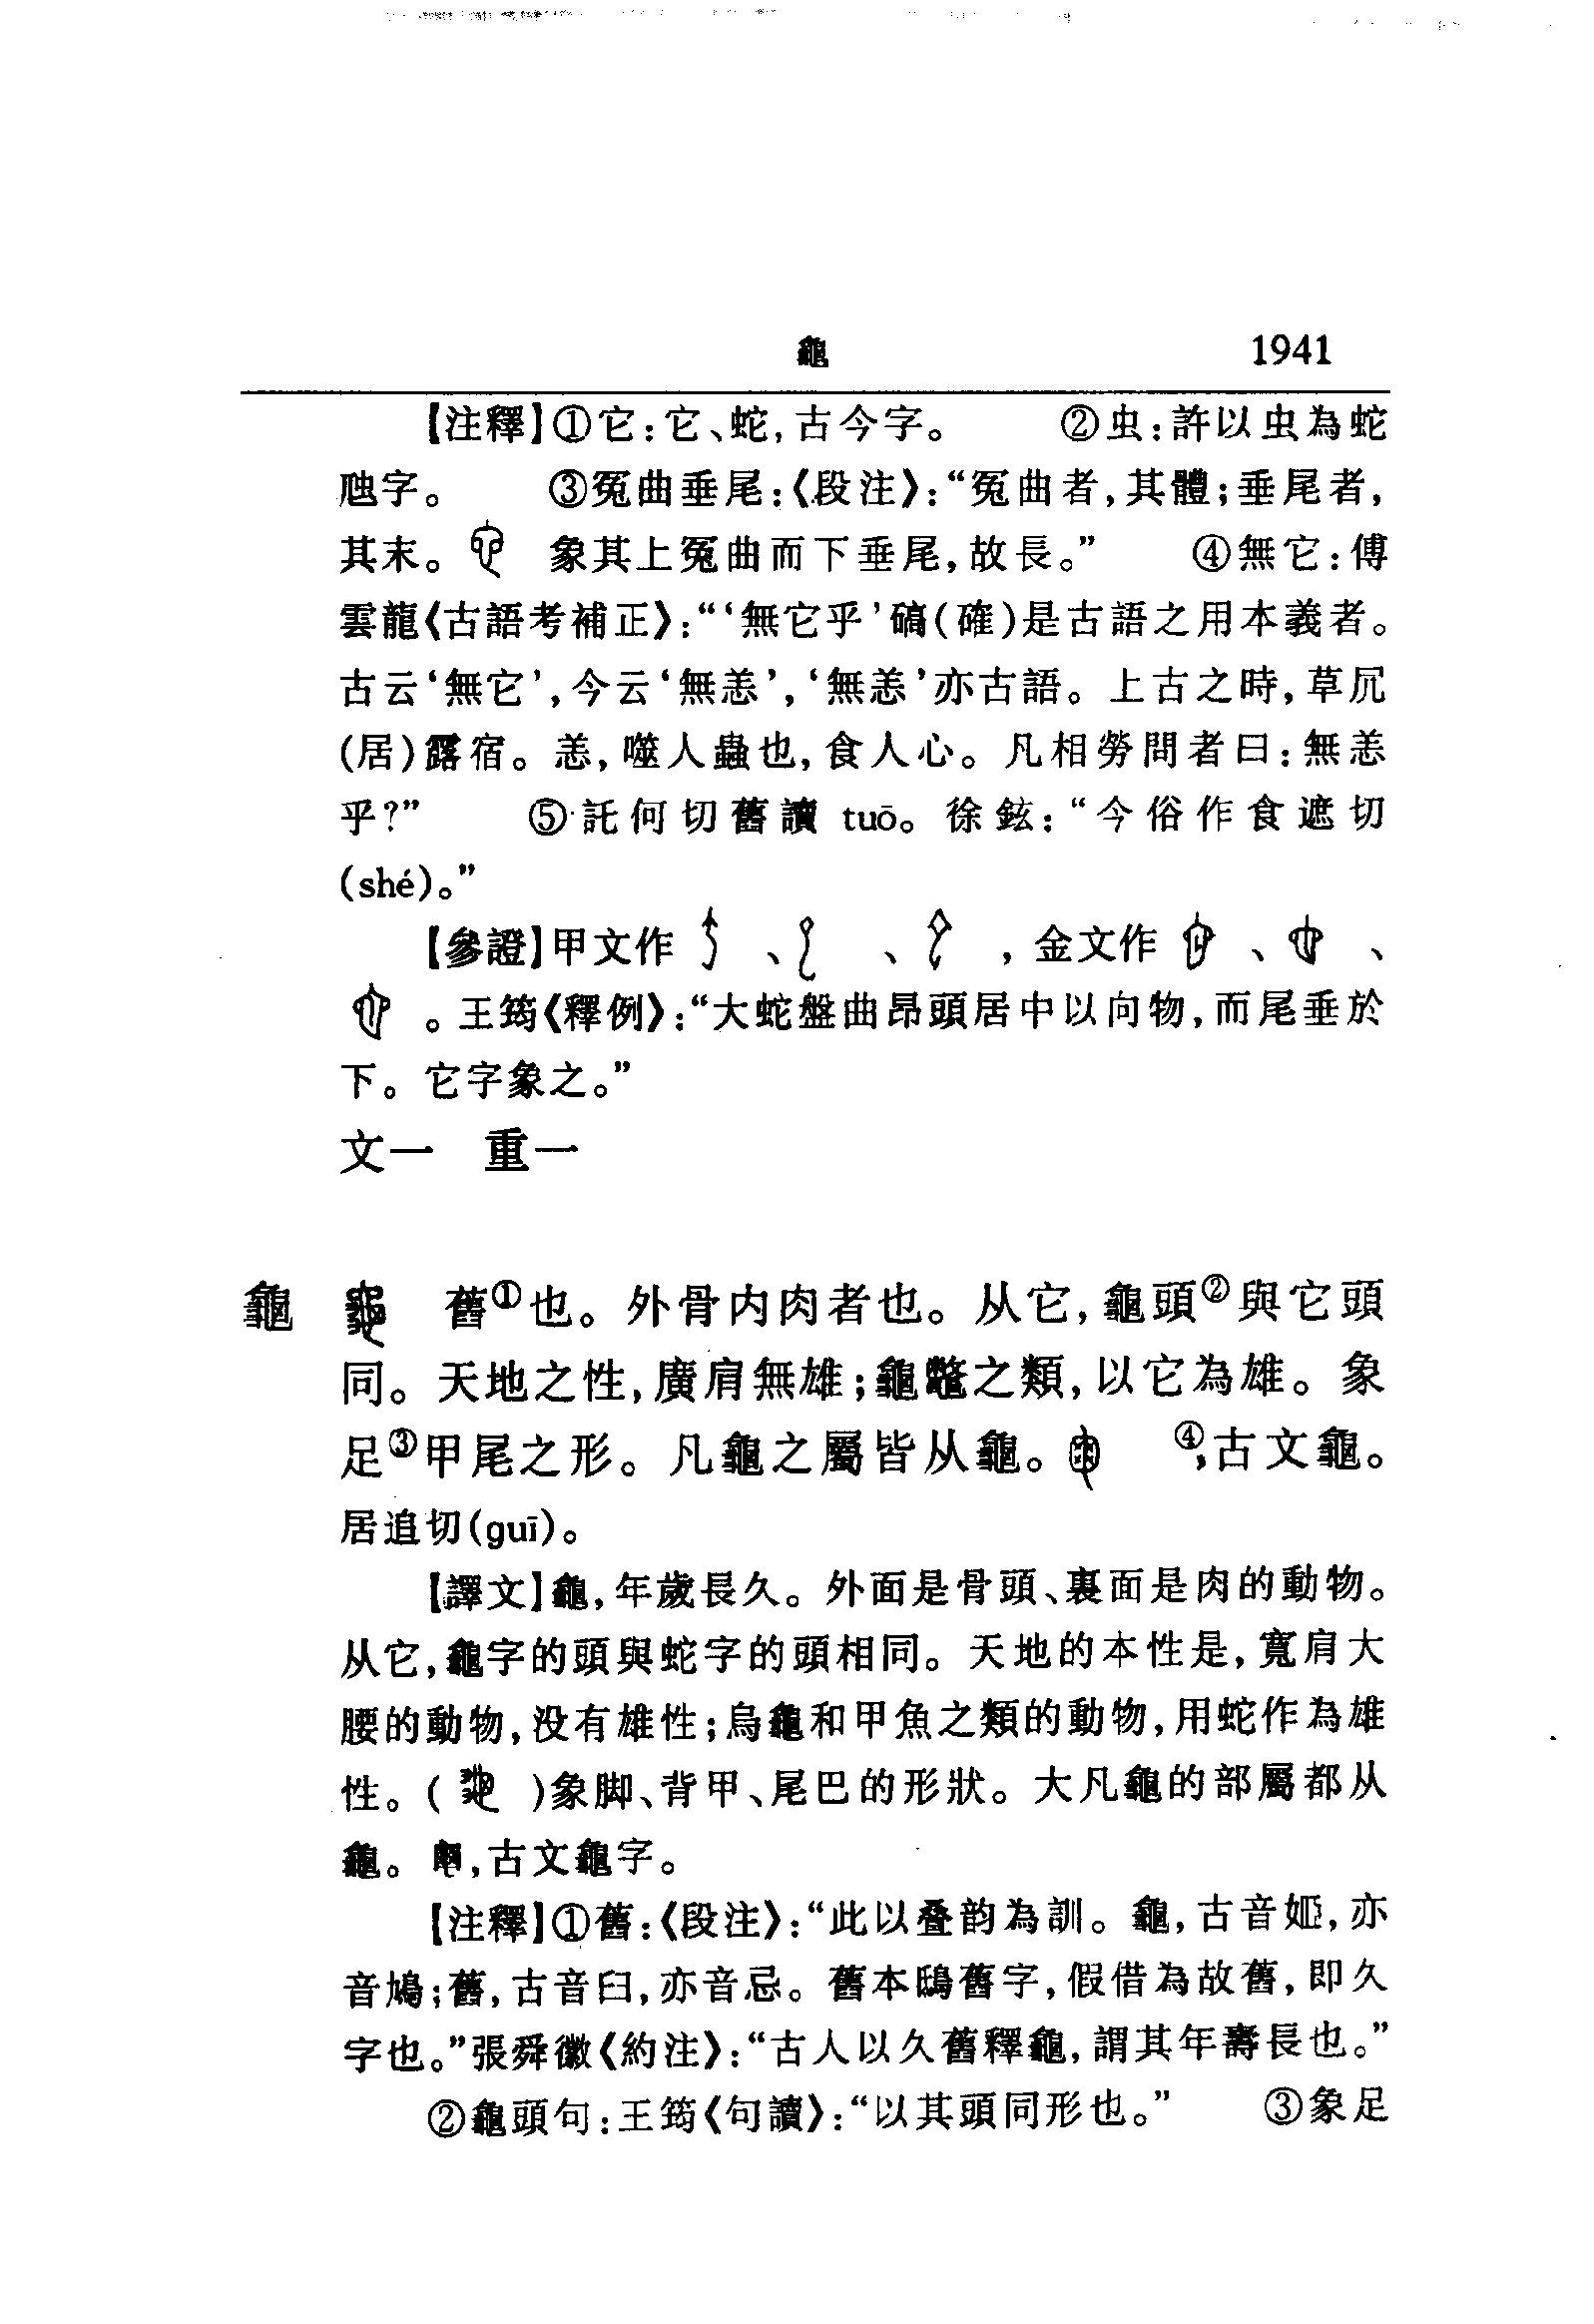 龜 1941
【注釋】①它:它、蛇,古今字。 ②虫:許以虫為蛇
虺字。 ③冤曲垂尾:《段注》:“冤曲者,其體;垂尾者,
其末。 象其上冤曲而下垂尾,故長。” ④無它:傅
雲龍《古語考補正》:“‘無它乎’碻(確)是古語之用本義者。
古云‘無它’,今云‘無恙’,‘無恙’亦古語。上古之時,草凥
(居)露宿。恙,噬人蟲也,食人心。凡相勞問者曰:無恙
乎?” ⑤託何切舊讀 tuō。徐鉉:“今俗作食遮切
(shé)。”
【參證】甲文作 、 、 ,金文作 、 、
。王筠《釋例》:“大蛇盤曲昂頭居中以向物,而尾垂於
下。它字象之。”
文一 重一
龜 舊①也。外骨内肉者也。从它,龜頭②與它頭
同。天地之性,廣肩無雄;龜鼈之類,以它為雄。象
足③甲尾之形。凡龜之屬皆从龜。 ④,古文龜。
居追切(guī)。
【譯文】龜,年歲長久。外面是骨頭、裏面是肉的動物。
从它,龜字的頭與蛇字的頭相同。天地的本性是,寬肩大
腰的動物,没有雄性;烏龜和甲魚之類的動物,用蛇作為雄
性。( )象脚、背甲、尾巴的形狀。大凡龜的部屬都从
龜。 ,古文龜字。
【注釋】①舊:《段注》:“此以叠韵為訓。龜,古音姬,亦
音鳩;舊,古音臼,亦音忌。舊本鴟舊字,假借為故舊,即久
字也。”張舜徽《約注》:“古人以久舊釋龜,謂其年壽長也。”
②龜頭句:王筠《句讀》:“以其頭同形也。” ③象足